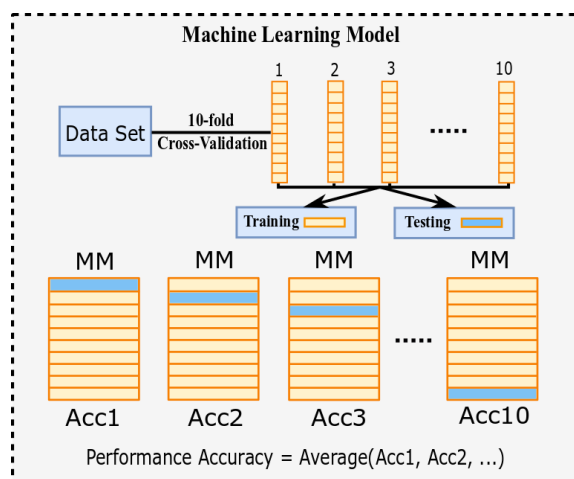 Machine Learning Model
1 2 3 10
Data Set
10-fold
Cross-Validation
.....
Training
Testing
MM MM MM MM
.....
Acc1 Acc2 Acc3 Acc10
Performance Accuracy = Average(Acc1, Acc2, ...)